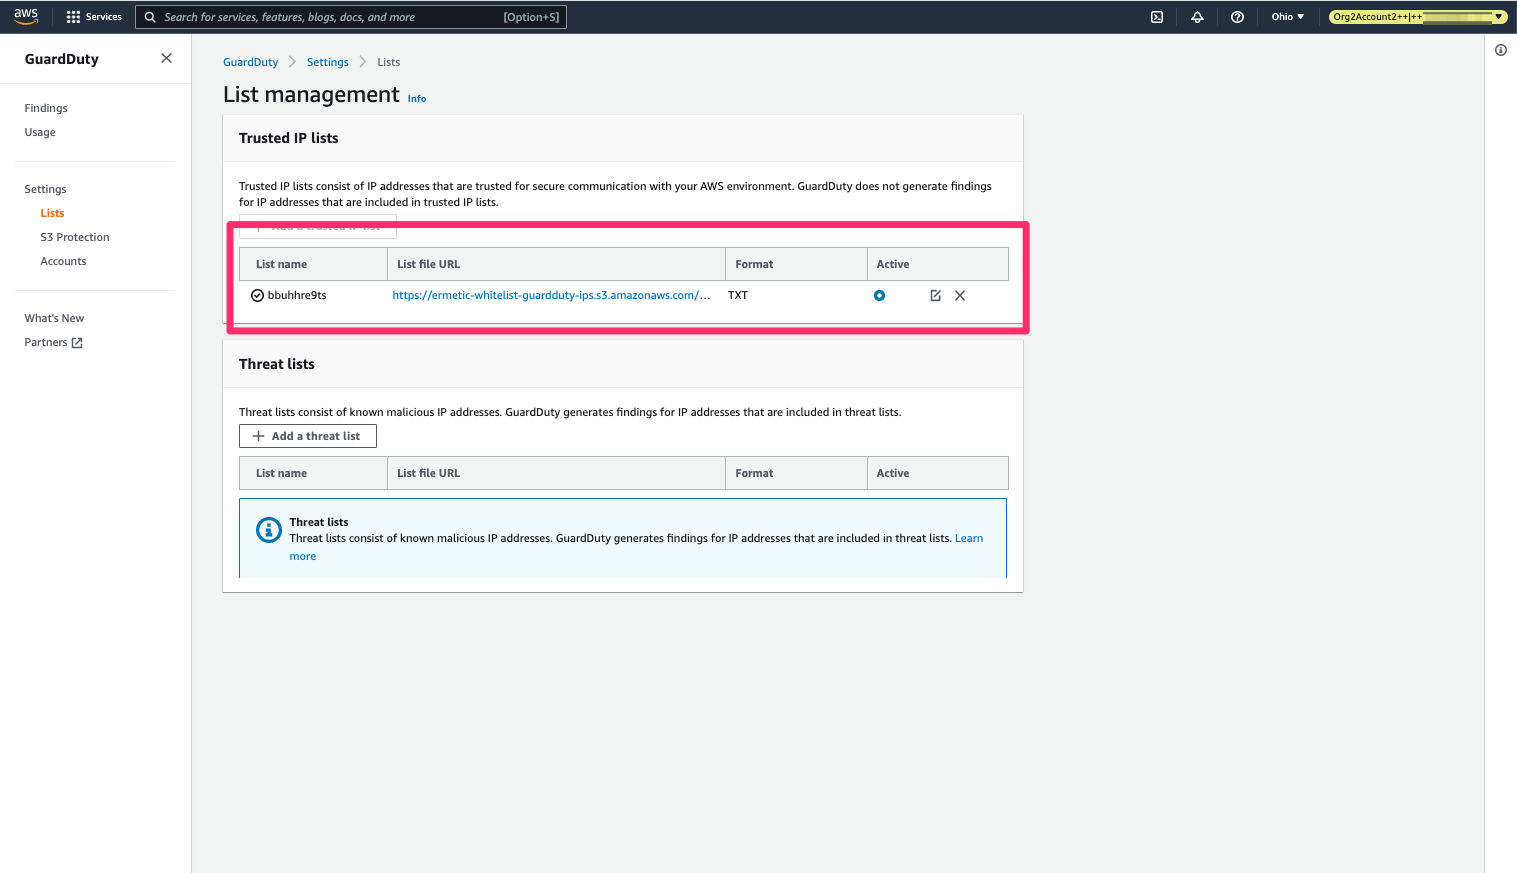 aws
Services
Search for services, features, blogs, docs, and more
[Option+S]
Ohio
Org2Account2++|++
GuardDuty
Findings
Usage
Settings
Lists
S3 Protection
Accounts
What's New
Partners
GuardDuty
Settings
Lists
List management
Info
Trusted IP lists
Trusted IP lists consist of IP addresses that are trusted for secure communication with your AWS environment. GuardDuty does not generate findings
for IP addresses that are included in trusted IP lists.
Add a trusted IP list
List name
List file URL
Format
Active
bbuhhre9ts
https://ermetic-whitelist-guardduty-ips.s3.amazonaws.com/...
TXT
Threat lists
Threat lists consist of known malicious IP addresses. GuardDuty generates findings for IP addresses that are included in threat lists.
Add a threat list
List name
List file URL
Format
Active
Threat lists
Threat lists consist of known malicious IP addresses. GuardDuty generates findings for IP addresses that are included in threat lists. Learn
more